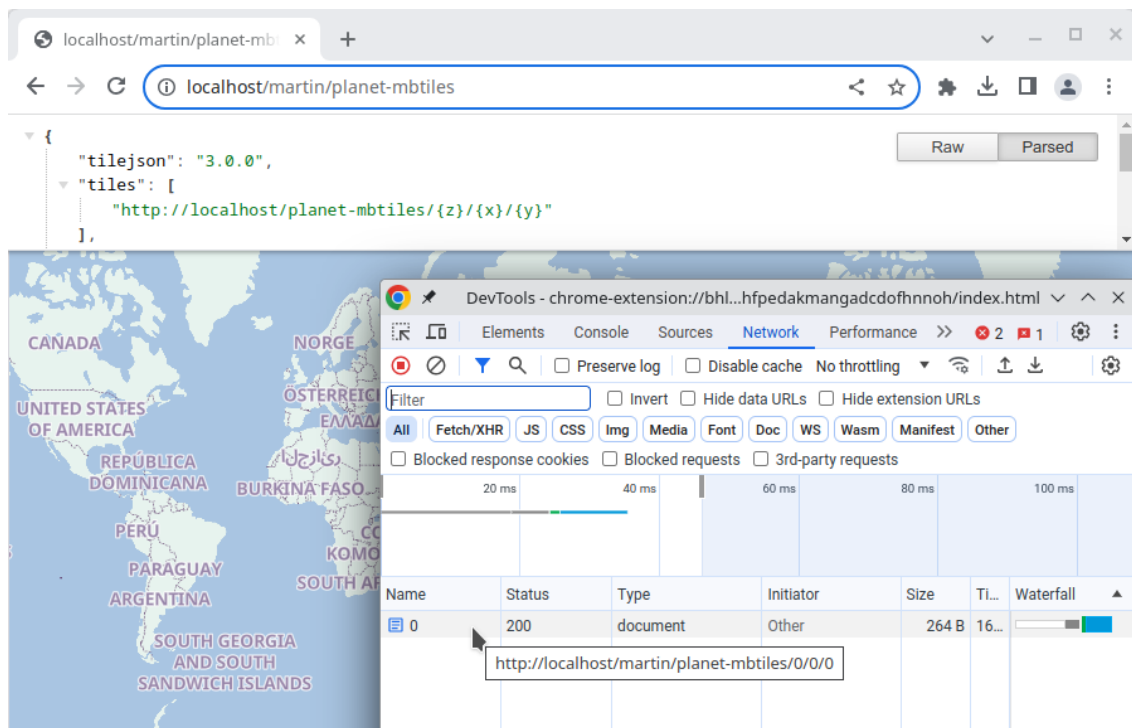 localhost/martin/planet-mb
localhost/martin/planet-mbtiles
Raw
Parsed
{
"tilejson": "3.0.0",
"tiles": [
"http://localhost/planet-mbtiles/{z}/{x}/{y}"
],
CAÑADA
NORGE
UNITED STATES
OF AMERICA
ÖSTERREIC
ΕΛΛΆΔΑ
REPÚBLICA
DOMINICANA
BURKINA FASO
PERÚ
CO
KOMO
PARAGUAY
SOUTH AF
ARGENTINA
SOUTH GEORGIA
AND SOUTH
SANDWICH ISLANDS
DevTools - chrome-extension://bhl...hfpedakmangadcdofhnnoh/index.html
Elements
Console
Sources
Network
Performance
2
1
Preserve log
Disable cache
No throttling
Filter
Invert
Hide data URLs
Hide extension URLs
All
Fetch/XHR
JS
CSS
Img
Media
Font
Doc
WS
Wasm
Manifest
Other
Blocked response cookies
Blocked requests
3rd-party requests
20 ms
40 ms
60 ms
80 ms
100 ms
Name
Status
Type
Initiator
Size
Ti...
Waterfall
0
200
document
Other
264 B
16...
http://localhost/martin/planet-mbtiles/0/0/0